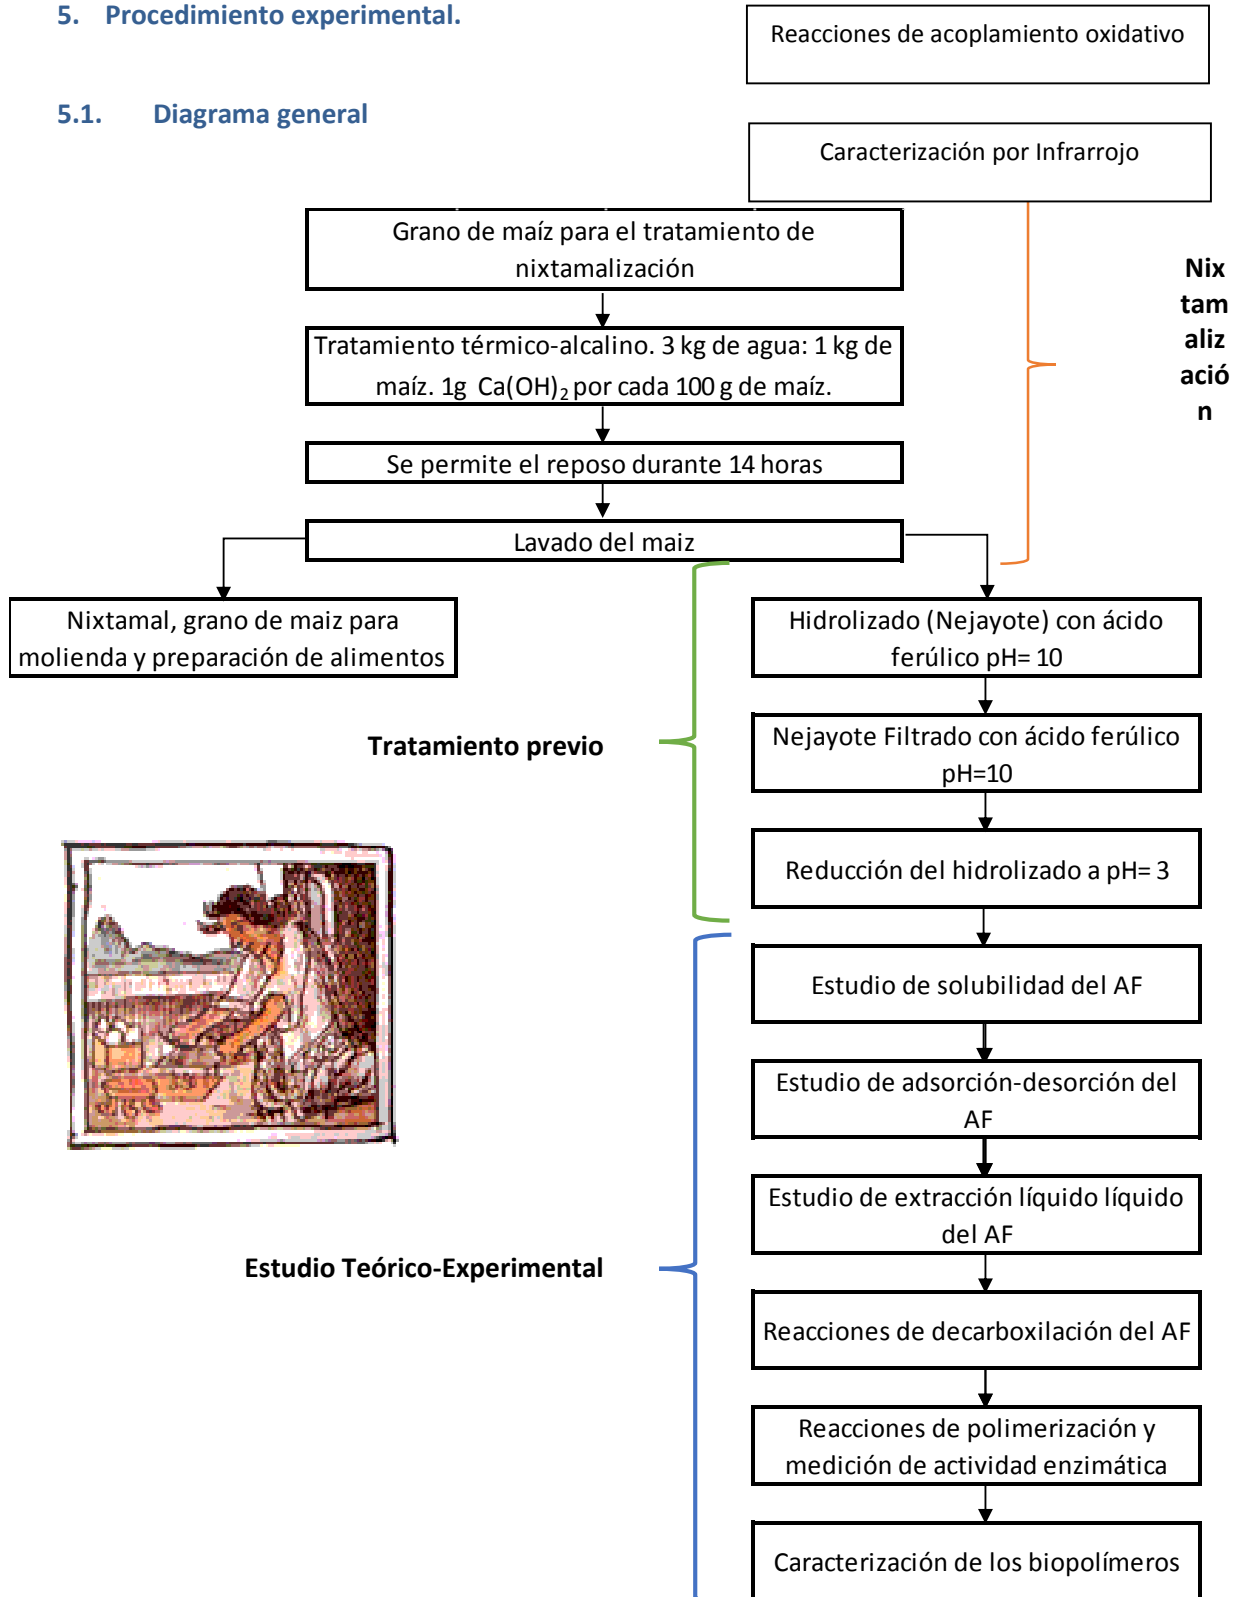 5. Procedimiento experimental.
Reacciones de acoplamiento oxidativo
5.1. Diagrama general
Caracterización por Infrarrojo
Grano de maíz para el tratamiento de
nixtamalización
Nix
tam
aliz
ació
n
Tratamiento térmico-alcalino. 3 kg de agua: 1 kg de
maíz. 1g Ca(OH)₂ por cada 100 g de maíz.
Se permite el reposo durante 14 horas
Lavado del maiz
Nixtamal, grano de maiz para
molienda y preparación de alimentos
Hidrolizado (Nejayote) con ácido
ferúlico pH= 10
Tratamiento previo
Nejayote Filtrado con ácido ferúlico
pH=10
Reducción del hidrolizado a pH= 3
Estudio de solubilidad del AF
Estudio de adsorción-desorción del
AF
Estudio de extracción líquido líquido
del AF
Estudio Teórico-Experimental
Reacciones de decarboxilación del AF
Reacciones de polimerización y
medición de actividad enzimática
Caracterización de los biopolímeros